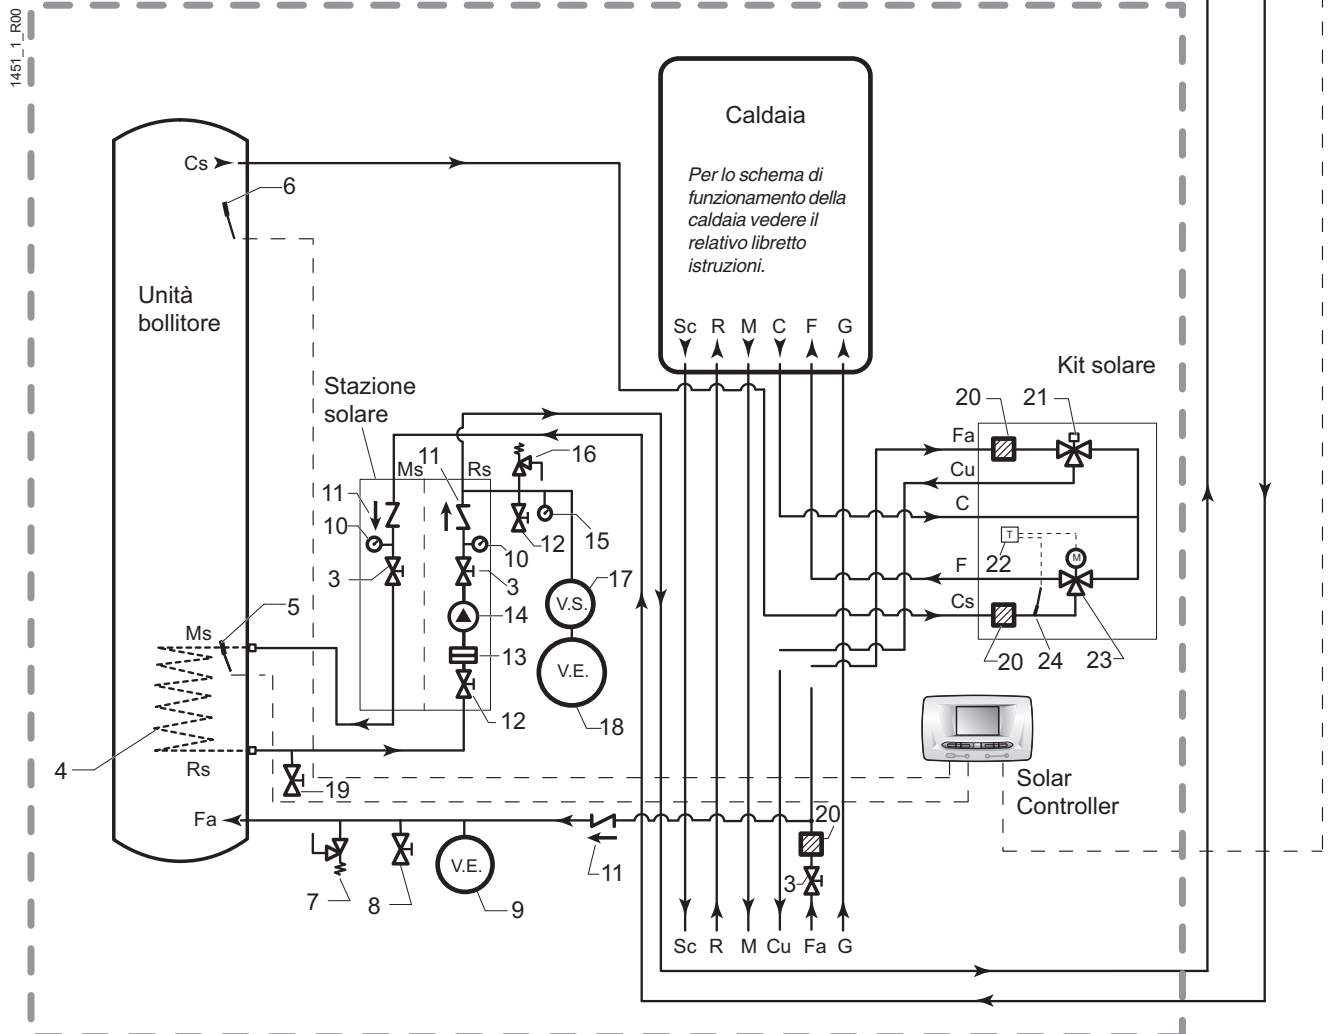 1451_1_R00
Caldaia
Per lo schema di
funzionamento della
caldaia vedere il
relativo libretto
istruzioni.
Sc R M C F G
Cs
6
Unità
bollitore
Stazione
solare
Kit solare
20 21
Fa
Cu
C
T
22
M
F
Cs
20 24 23
Ms 11 Rs
16
11
10
12 15
10
3
3
17
V.S.
14
13
V.E.
12
18
5
Ms
4
Rs
19
Fa
Solar
Controller
20
11
3
7 8
V.E.
9
Sc R M Cu Fa G